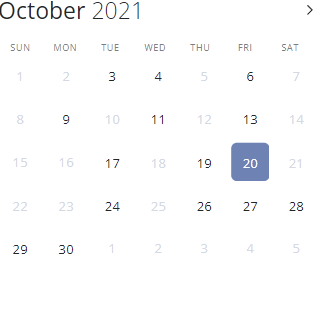 October 2021
SUN MON TUE WED THU FRI SAT
1 2 3 4 5 6 7
8 9 10 11 12 13 14
15 16 17 18 19 20 21
22 23 24 25 26 27 28
29 30 1 2 3 4 5